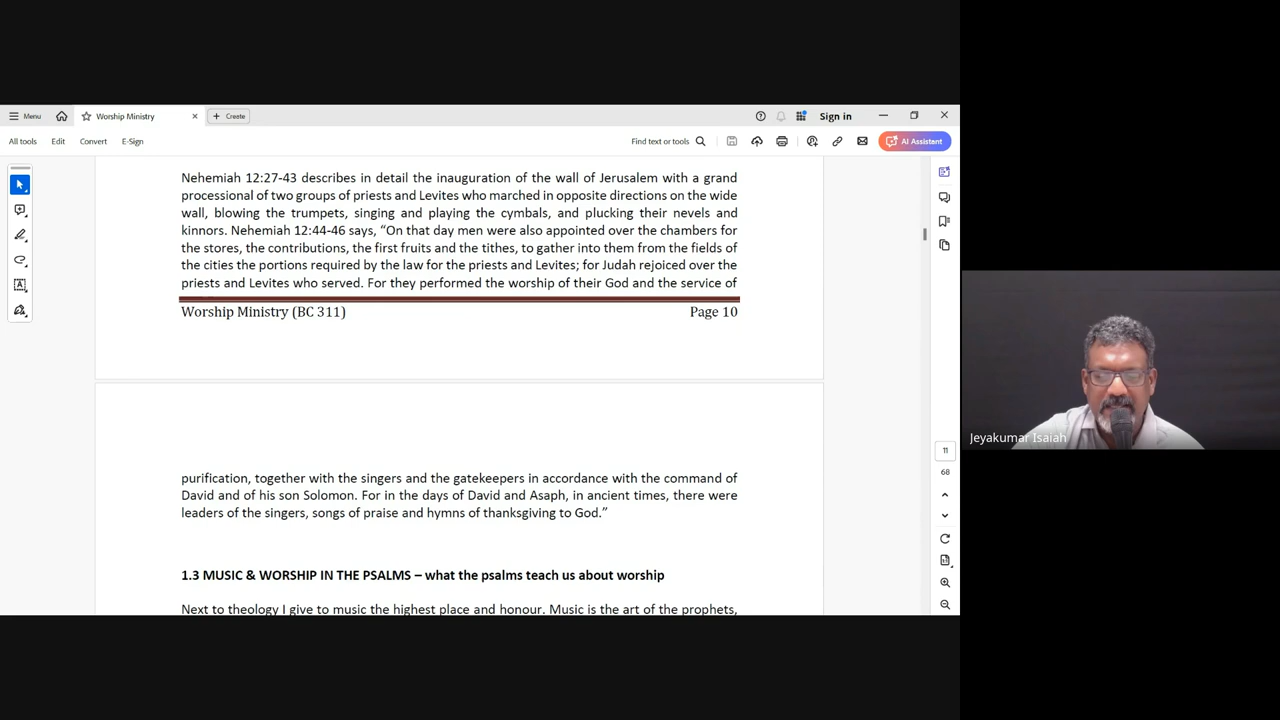 Menu
Worship Ministry
Create
Sign in
All tools
Edit
Convert
E-Sign
Find text or tools
AI Assistant
Nehemiah 12:27-43 describes in detail the inauguration of the wall of Jerusalem with a grand
processional of two groups of priests and Levites who marched in opposite directions on the wide
wall, blowing the trumpets, singing and playing the cymbals, and plucking their nevels and
kinnors. Nehemiah 12:44-46 says, “On that day men were also appointed over the chambers for
the stores, the contributions, the first fruits and the tithes, to gather into them from the fields of
the cities the portions required by the law for the priests and Levites; for Judah rejoiced over the
priests and Levites who served. For they performed the worship of their God and the service of
Worship Ministry (BC 311)
Page 10
purification, together with the singers and the gatekeepers in accordance with the command of
David and of his son Solomon. For in the days of David and Asaph, in ancient times, there were
leaders of the singers, songs of praise and hymns of thanksgiving to God.”
1.3 MUSIC & WORSHIP IN THE PSALMS – what the psalms teach us about worship
Next to theology I give to music the highest place and honour. Music is the art of the prophets,
11
68
Jeyakumar Isaiah